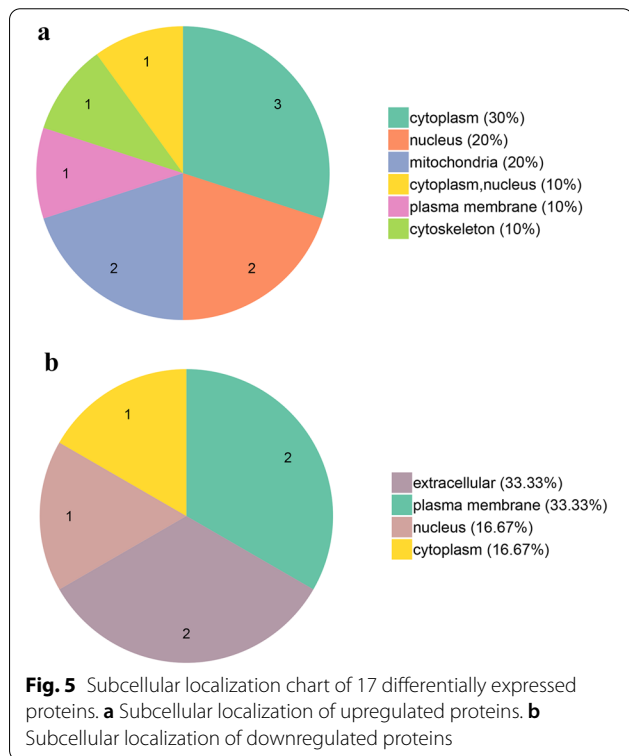 a
1
3
1
1
2
2
cytoplasm (30%)
nucleus (20%)
mitochondria (20%)
cytoplasm,nucleus (10%)
plasma membrane (10%)
cytoskeleton (10%)
b
1
2
1
2
extracellular (33.33%)
plasma membrane (33.33%)
nucleus (16.67%)
cytoplasm (16.67%)
Fig. 5 Subcellular localization chart of 17 differentially expressed
proteins. a Subcellular localization of upregulated proteins. b
Subcellular localization of downregulated proteins